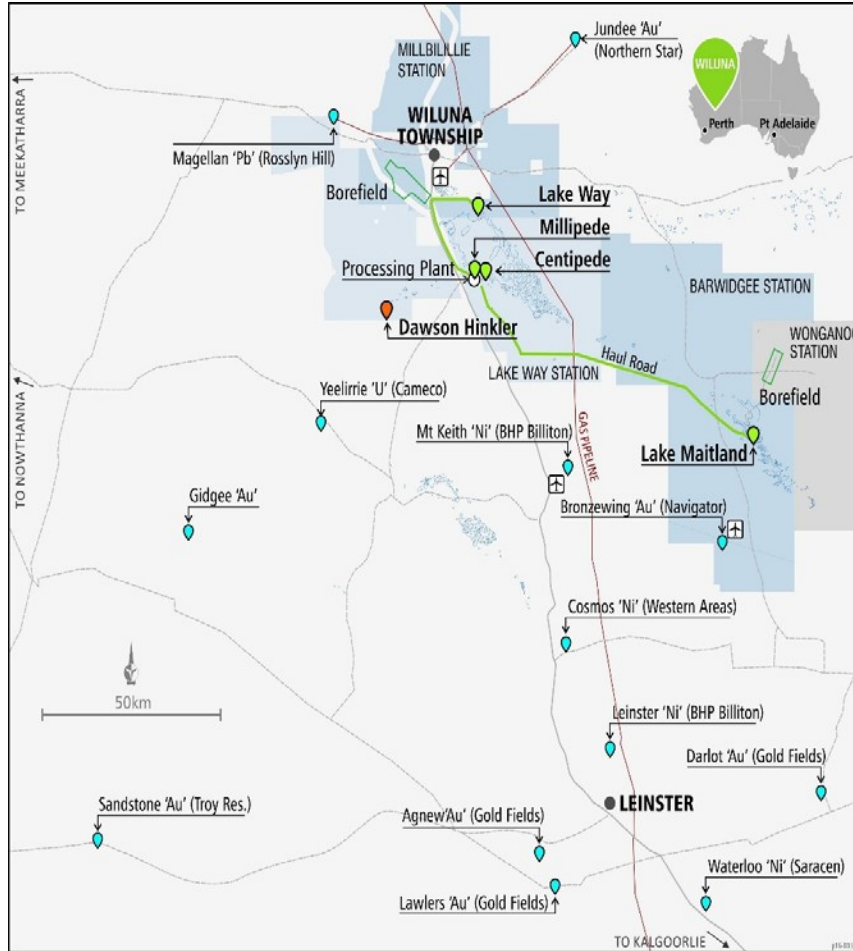 Jundee 'Au'
(Northern Star)
MILLBILILLIE
STATION
WILUNA
Perth
Pt Adelaide
TO MEEKATHARRA
WILUNA
TOWNSHIP
Magellan 'Pb' (Rosslyn Hill)
Borefield
Lake Way
Millipede
Processing Plant
Centipede
BARWIDGEE STATION
Dawson Hinkler
WONGANOO
STATION
Haul Road
LAKE WAY STATION
Borefield
Yeelirrie 'U' (Cameco)
TO NOWTHANNA
GAS PIPELINE
Mt Keith 'Ni' (BHP Billiton)
Lake Maitland
Gidgee 'Au'
Bronzewing 'Au' (Navigator)
Cosmos 'Ni' (Western Areas)
50km
Leinster 'Ni' (BHP Billiton)
Darlot 'Au' (Gold Fields)
Sandstone 'Au' (Troy Res.)
LEINSTER
Agnew'Au' (Gold Fields)
Waterloo 'Ni' (Saracen)
Lawlers 'Au' (Gold Fields)
TO KALGOORLIE